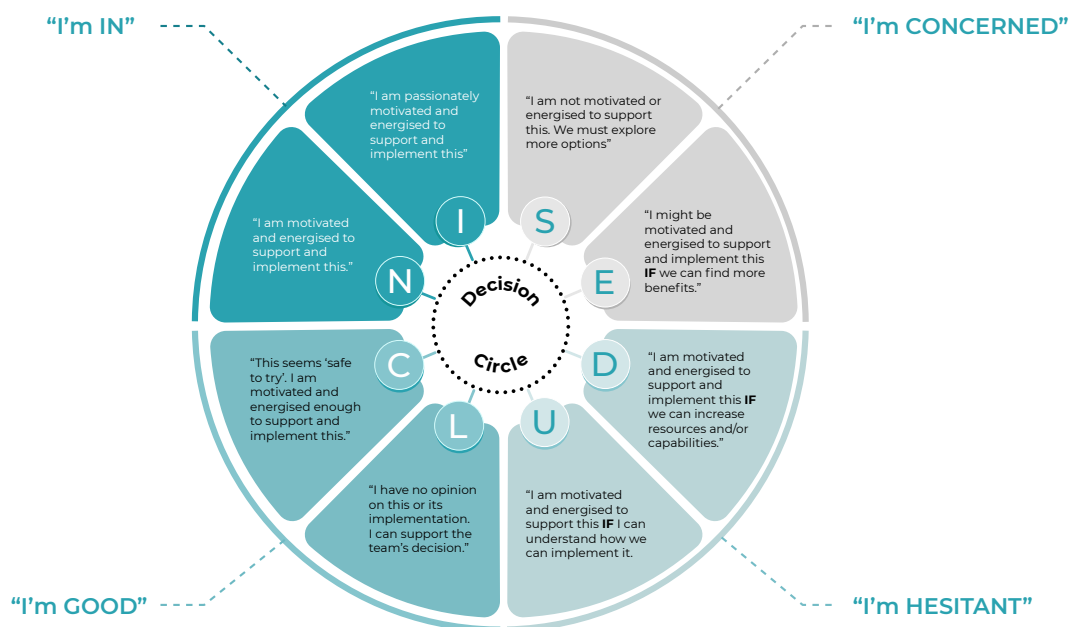 “I’m IN”
“I’m CONCERNED”
“I am passionately
motivated and
energised to
support and
implement this”
“I am not motivated or
energised to support
this. We must explore
more options”
“I am motivated
and energised to
support and
implement this.”
“I might be
motivated and
energised to support
and implement this
IF we can find more
benefits.”
I
S
N
E
Decision
Circle
C
D
L
U
“This seems ‘safe
to try’. I am
motivated and
energised enough
to support and
implement this.”
“I am motivated
and energised to
support and
implement this IF
we can increase
resources and/or
capabilities.”
“I have no opinion
on this or its
implementation.
I can support the
team’s decision.”
“I am motivated
and energised to
support this IF I can
understand how we
can implement it.
“I’m GOOD”
“I’m HESITANT”